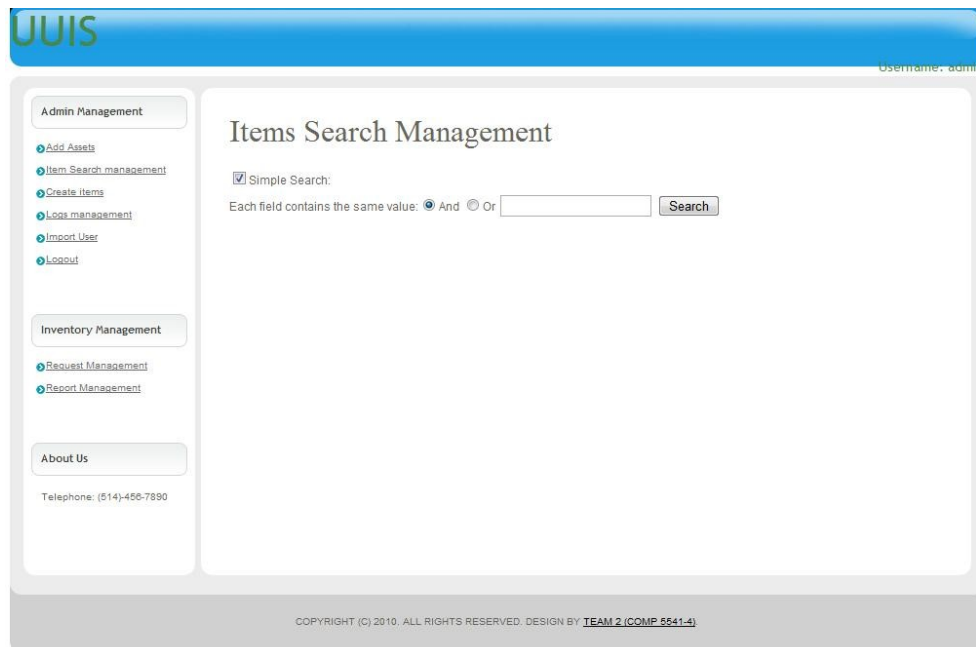 UUIS
Username: admi
Admin Management
Add Assets
Item Search management
Create items
Logs management
Import User
Logout
Inventory Management
Request Management
Report Management
About Us
Telephone: (514)-456-7890
Items Search Management
Simple Search:
Each field contains the same value: And Or Search
COPYRIGHT (C) 2010. ALL RIGHTS RESERVED. DESIGN BY TEAM 2 (COMP 5541-4).